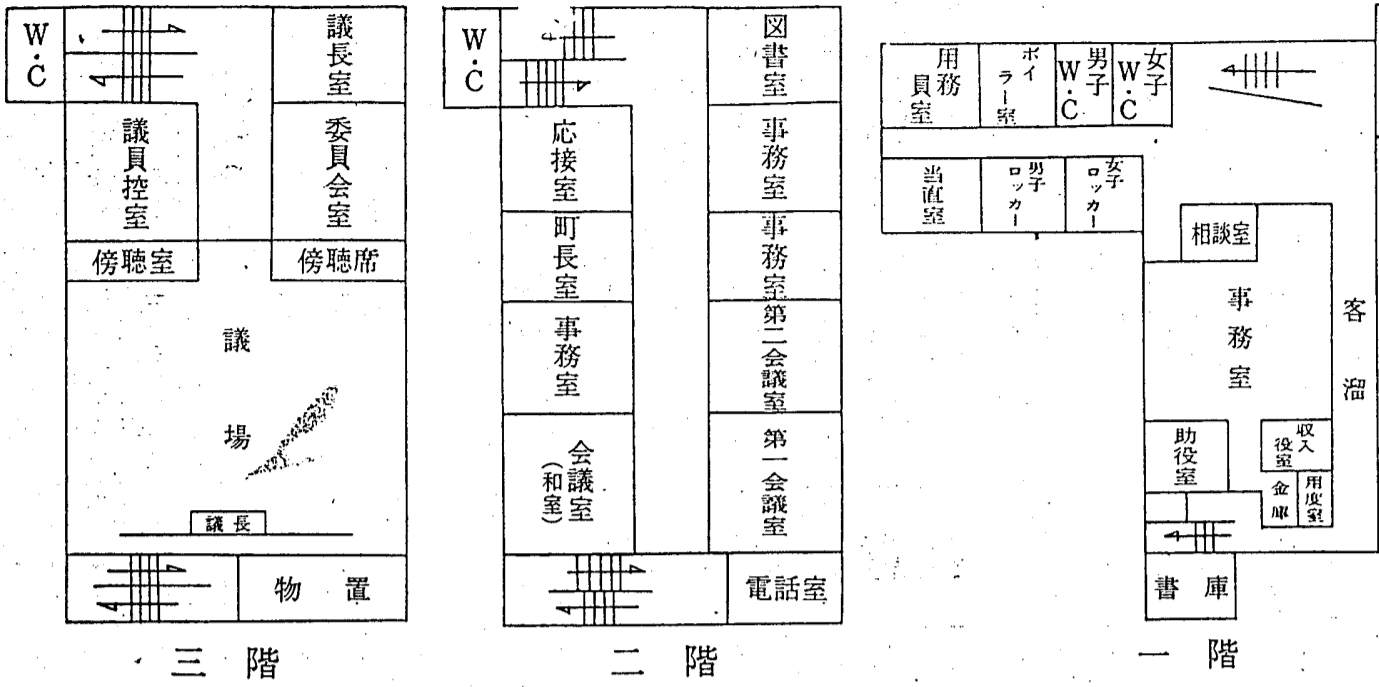 W・C
議長室
議員控室
委員会室
傍聴室
傍聴席
議場
議長
物置
三階
W・C
図書室
応接室
事務室
町長室
事務室
事務室
第二会議室
会議室
(和室)
第一会議室
電話室
二階
用務員室
ボイラー室
男子W・C
女子W・C
当直室
男子ロッカー
女子ロッカー
相談室
事務室
客溜
助役室
収入役室
金庫
用度室
書庫
一階